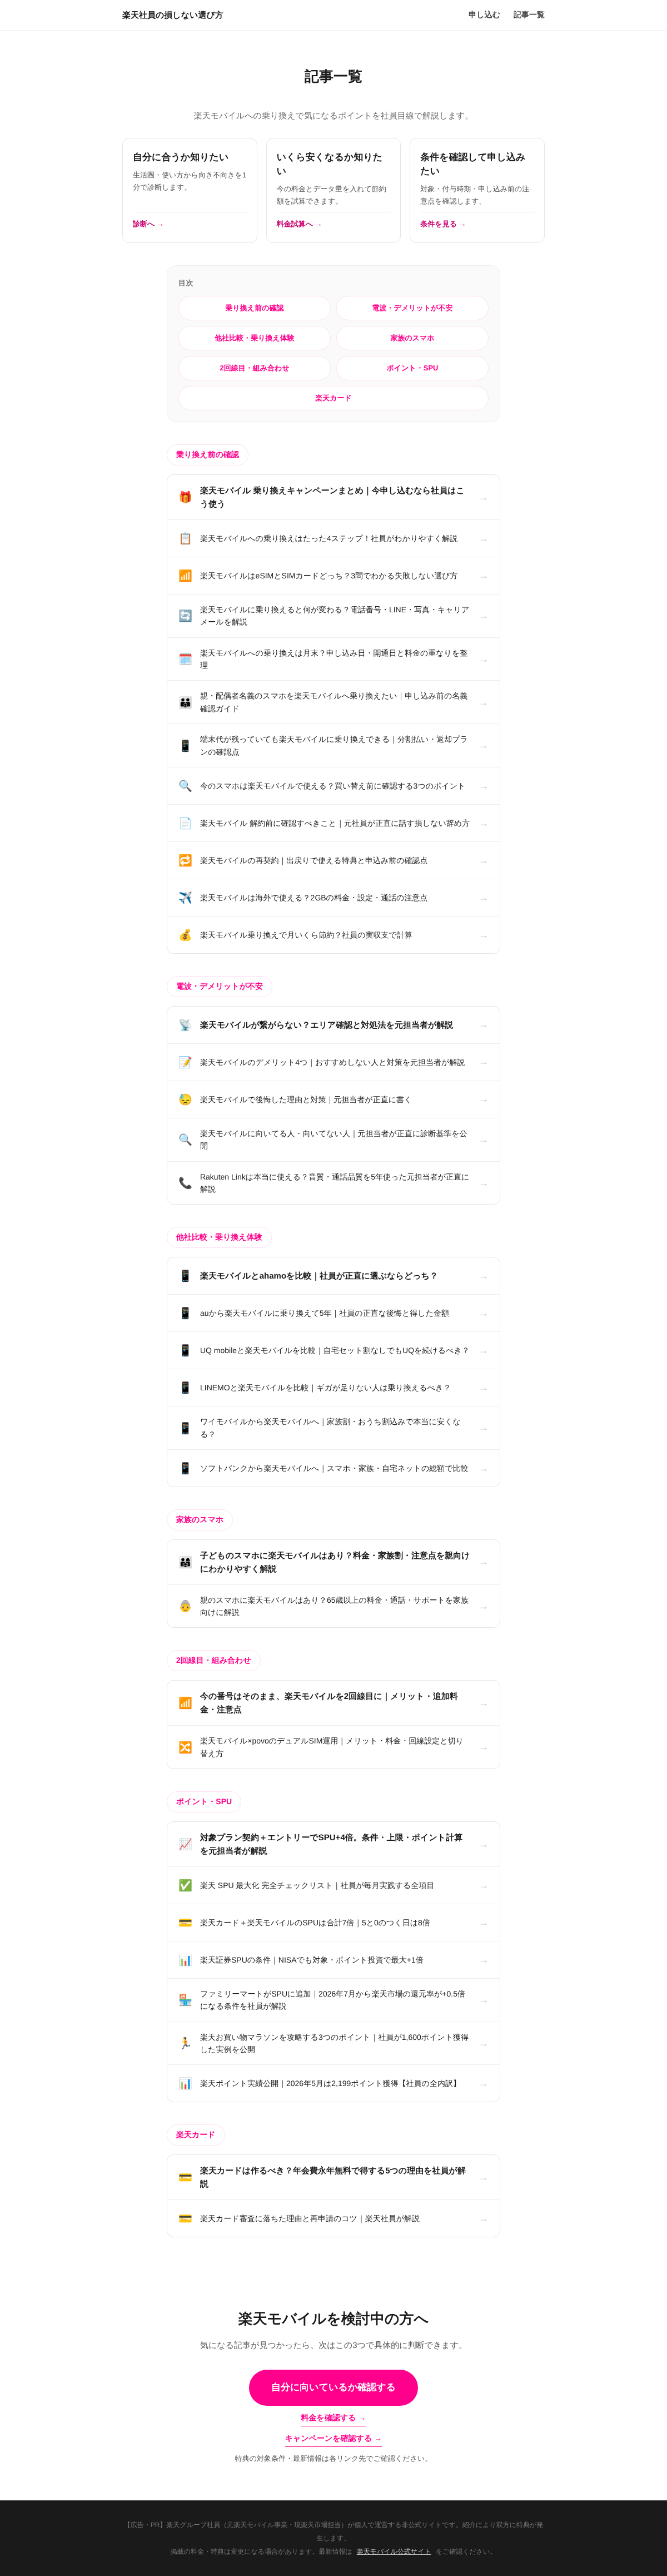 楽天社員の損しない選び方
申し込む 記事一覧
記事一覧
楽天モバイルへの乗り換えで気になるポイントを社員目線で解説します。
自分に合うか知りたい
生活圏・使い方から向き不向きを1
分で診断します。
診断へ →
いくら安くなるか知りた
い
今の料金とデータ量を入れて節約
額を試算できます。
料金試算へ →
条件を確認して申し込み
たい
対象・付与時期・申し込み前の注
意点を確認します。
条件を見る →
目次
乗り換え前の確認
電波・デメリットが不安
他社比較・乗り換え体験
家族のスマホ
2回線目・組み合わせ
ポイント・SPU
楽天カード
乗り換え前の確認
楽天モバイル 乗り換えキャンペーンまとめ｜今申し込むなら社員はこ
う使う
→
楽天モバイルへの乗り換えはたった4ステップ！社員がわかりやすく解説 →
楽天モバイルはeSIMとSIMカードどっち？3問でわかる失敗しない選び方 →
楽天モバイルに乗り換えると何が変わる？電話番号・LINE・写真・キャリア
メールを解説
→
楽天モバイルへの乗り換えは月末？申し込み日・開通日と料金の重なりを整
理
→
親・配偶者名義のスマホを楽天モバイルへ乗り換えたい｜申し込み前の名義
確認ガイド
→
端末代が残っていても楽天モバイルに乗り換えできる｜分割払い・返却プラ
ンの確認点
→
今のスマホは楽天モバイルで使える？買い替え前に確認する3つのポイント →
楽天モバイル 解約前に確認すべきこと｜元社員が正直に話す損しない辞め方 →
楽天モバイルの再契約｜出戻りで使える特典と申込み前の確認点 →
楽天モバイルは海外で使える？2GBの料金・設定・通話の注意点 →
楽天モバイル乗り換えで月いくら節約？社員の実収支で計算 →
電波・デメリットが不安
楽天モバイルが繋がらない？エリア確認と対処法を元担当者が解説 →
楽天モバイルのデメリット4つ｜おすすめしない人と対策を元担当者が解説 →
楽天モバイルで後悔した理由と対策｜元担当者が正直に書く →
楽天モバイルに向いてる人・向いてない人｜元担当者が正直に診断基準を公
開
→
Rakuten Linkは本当に使える？音質・通話品質を5年使った元担当者が正直に
解説
→
他社比較・乗り換え体験
楽天モバイルとahamoを比較｜社員が正直に選ぶならどっち？ →
auから楽天モバイルに乗り換えて5年｜社員の正直な後悔と得した金額 →
UQ mobileと楽天モバイルを比較｜自宅セット割なしでもUQを続けるべき？ →
LINEMOと楽天モバイルを比較｜ギガが足りない人は乗り換えるべき？ →
ワイモバイルから楽天モバイルへ｜家族割・おうち割込みで本当に安くな
る？
→
ソフトバンクから楽天モバイルへ｜スマホ・家族・自宅ネットの総額で比較 →
家族のスマホ
子どものスマホに楽天モバイルはあり？料金・家族割・注意点を親向け
にわかりやすく解説
→
親のスマホに楽天モバイルはあり？65歳以上の料金・通話・サポートを家族
向けに解説
→
2回線目・組み合わせ
今の番号はそのまま、楽天モバイルを2回線目に｜メリット・追加料
金・注意点
→
楽天モバイル×povoのデュアルSIM運用｜メリット・料金・回線設定と切り
替え方
→
ポイント・SPU
対象プラン契約＋エントリーでSPU+4倍。条件・上限・ポイント計算
を元担当者が解説
→
楽天 SPU 最大化 完全チェックリスト｜社員が毎月実践する全項目 →
楽天カード＋楽天モバイルのSPUは合計7倍｜5と0のつく日は8倍 →
楽天証券SPUの条件｜NISAでも対象・ポイント投資で最大+1倍 →
ファミリーマートがSPUに追加｜2026年7月から楽天市場の還元率が+0.5倍
になる条件を社員が解説
→
楽天お買い物マラソンを攻略する3つのポイント｜社員が1,600ポイント獲得
した実例を公開
→
楽天ポイント実績公開｜2026年5月は2,199ポイント獲得【社員の全内訳】 →
楽天カード
楽天カードは作るべき？年会費永年無料で得する5つの理由を社員が解
説
→
楽天カード審査に落ちた理由と再申請のコツ｜楽天社員が解説 →
楽天モバイルを検討中の方へ
気になる記事が見つかったら、次はこの3つで具体的に判断できます。
自分に向いているか確認する
料金を確認する →
キャンペーンを確認する →
特典の対象条件・最新情報は各リンク先でご確認ください。
【広告・PR】楽天グループ社員（元楽天モバイル事業・現楽天市場担当）が個人で運営する非公式サイトです。紹介により双方に特典が発
生します。
掲載の料金・特典は変更になる場合があります。最新情報は 楽天モバイル公式サイト をご確認ください。